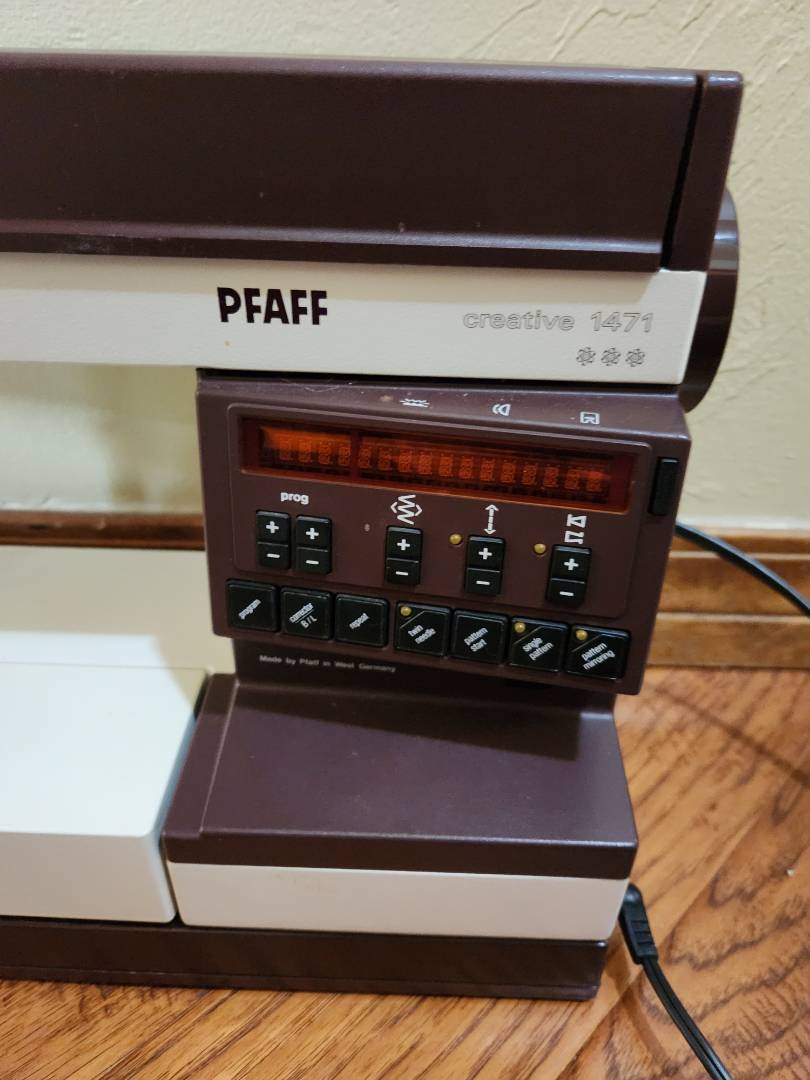 PFAFF
creative 1471
prog
+ +
- -
+
-
+
-
+
-
program
corrector
B/L
repeat
twin
needle
pattern
start
single
pattern
pattern
mirroring
Made by Pfaff in West Germany